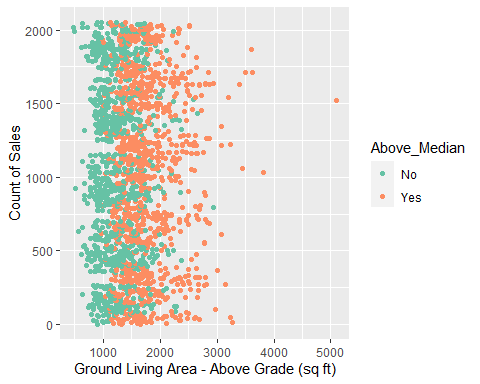 2000
1500
1000
500
0
Count of Sales
1000 2000 3000 4000 5000
Ground Living Area - Above Grade (sq ft)
Above_Median
No
Yes